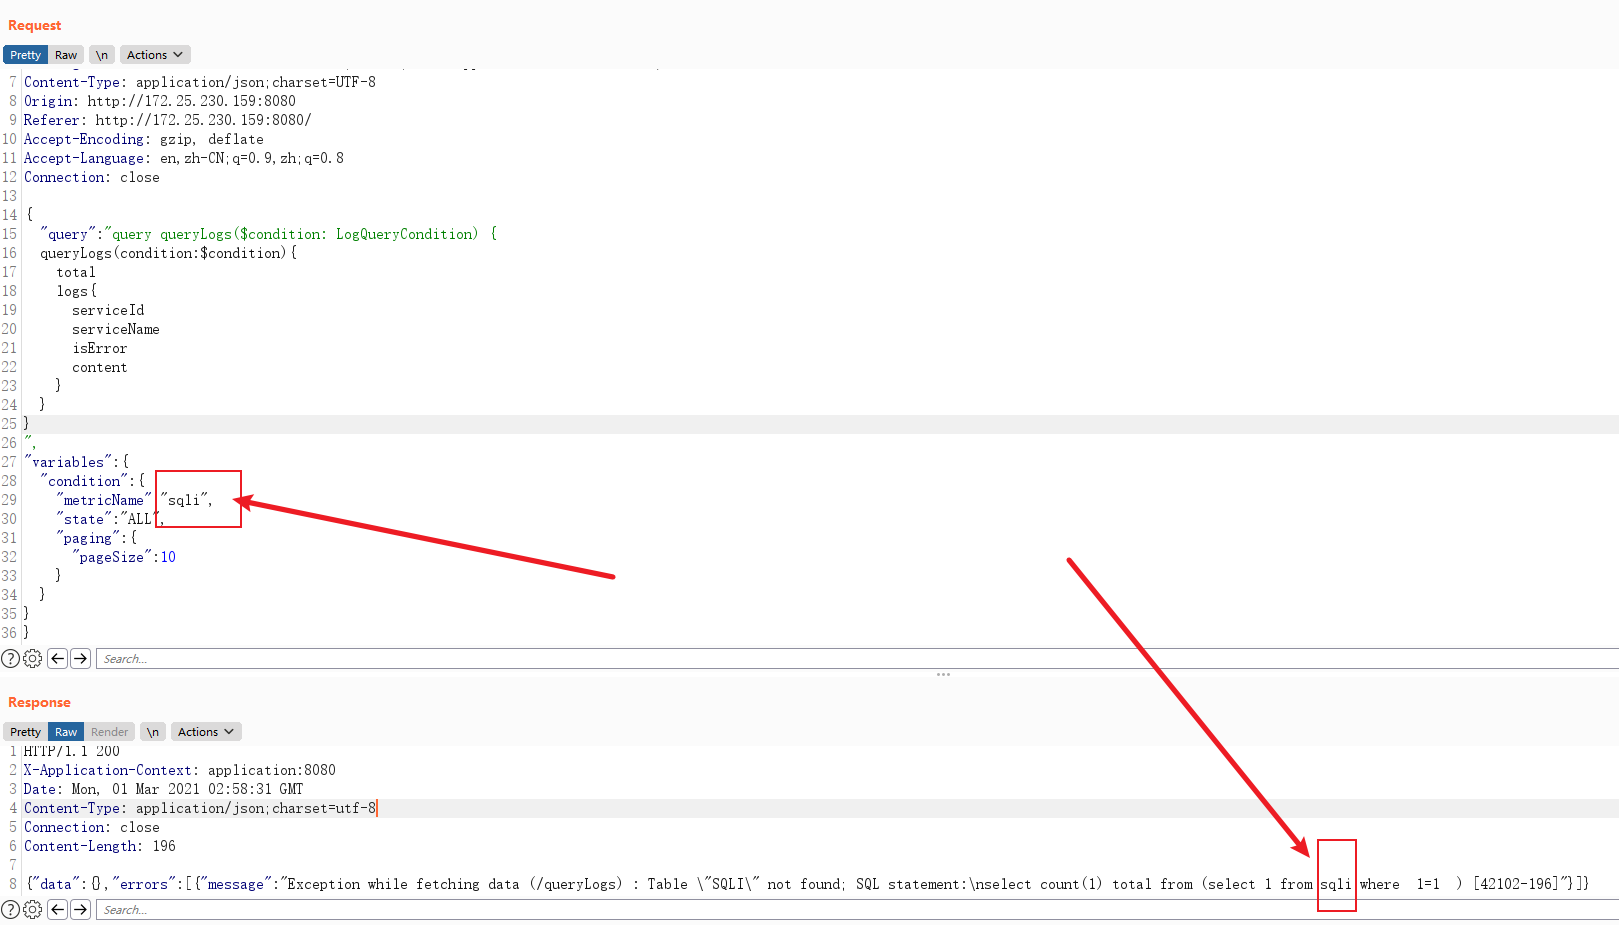 Request
Pretty Raw \n Actions
7 Content-Type: application/json;charset=UTF-8
8 Origin: http://172.25.230.159:8080
9 Referer: http://172.25.230.159:8080/
10 Accept-Encoding: gzip, deflate
11 Accept-Language: en,zh-CN;q=0.9,zh;q=0.8
12 Connection: close
13
14 {
15 "query":"query queryLogs($condition: LogQueryCondition) {
16 queryLogs(condition:$condition){
17 total
18 logs{
19 serviceId
20 serviceName
21 isError
22 content
23 }
24 }
25 }
26 ",
27 "variables":{
28 "condition":{
29 "metricName" "sqli",
30 "state":"ALL",
31 "paging":{
32 "pageSize":10
33 }
34 }
35 }
36 }
? Search...
Response
Pretty Raw Render \n Actions
1 HTTP/1.1 200
2 X-Application-Context: application:8080
3 Date: Mon, 01 Mar 2021 02:58:31 GMT
4 Content-Type: application/json;charset=utf-8
5 Connection: close
6 Content-Length: 196
7
8 {"data":{},"errors":[{"message":"Exception while fetching data (/queryLogs) : Table \"SQLI\" not found; SQL statement:\nselect count(1) total from (select 1 from sqli where  1=1  ) [42102-196]"}]}
? Search...